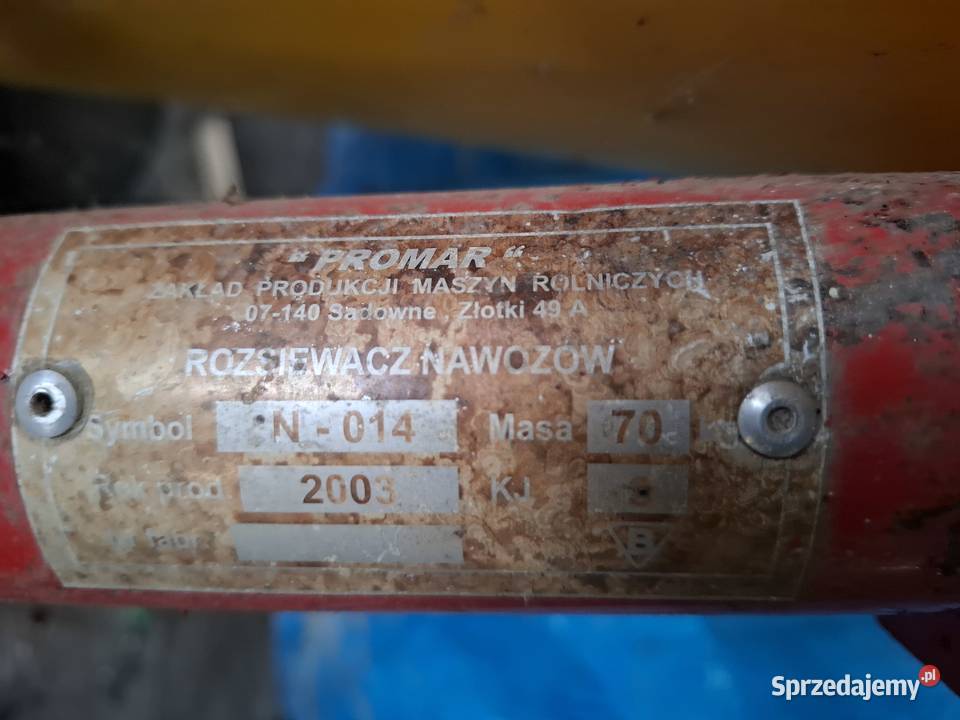 "PROMAR"
ZAKŁAD PRODUKCJI MASZYN ROLNICZYCH
07-140 Sadowne, Złotki 49 A
ROZSIEWACZ NAWOZÓW
Symbol N - 014 Masa 70
Rok prod 2003 KJ
B
Sprzedajemy.pl